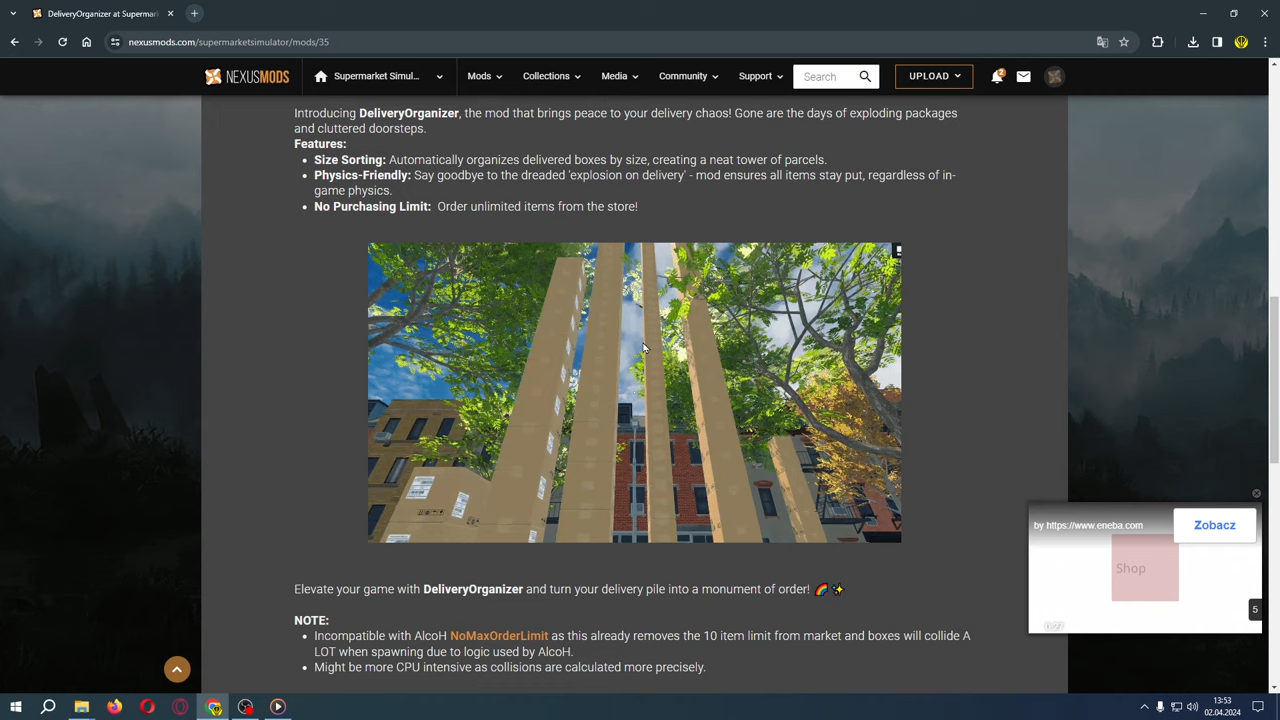 DeliveryOrganizer at Supermar
nexusmods.com/supermarketsimulator/mods/35
NEXUSMODS
Supermarket Simul...
Mods
Collections
Media
Community
Support
Search
UPLOAD
2
Introducing DeliveryOrganizer, the mod that brings peace to your delivery chaos! Gone are the days of exploding packages
and cluttered doorsteps.
Features:
• Size Sorting: Automatically organizes delivered boxes by size, creating a neat tower of parcels.
• Physics-Friendly: Say goodbye to the dreaded 'explosion on delivery' - mod ensures all items stay put, regardless of in-
game physics.
• No Purchasing Limit: Order unlimited items from the store!
by https://www.eneba.com
Zobacz
Shop
5
0:27
Elevate your game with DeliveryOrganizer and turn your delivery pile into a monument of order! 🌈 ✨
NOTE:
• Incompatible with AlcoH NoMaxOrderLimit as this already removes the 10 item limit from market and boxes will collide A
LOT when spawning due to logic used by AlcoH.
• Might be more CPU intensive as collisions are calculated more precisely.
13:53
02.04.2024